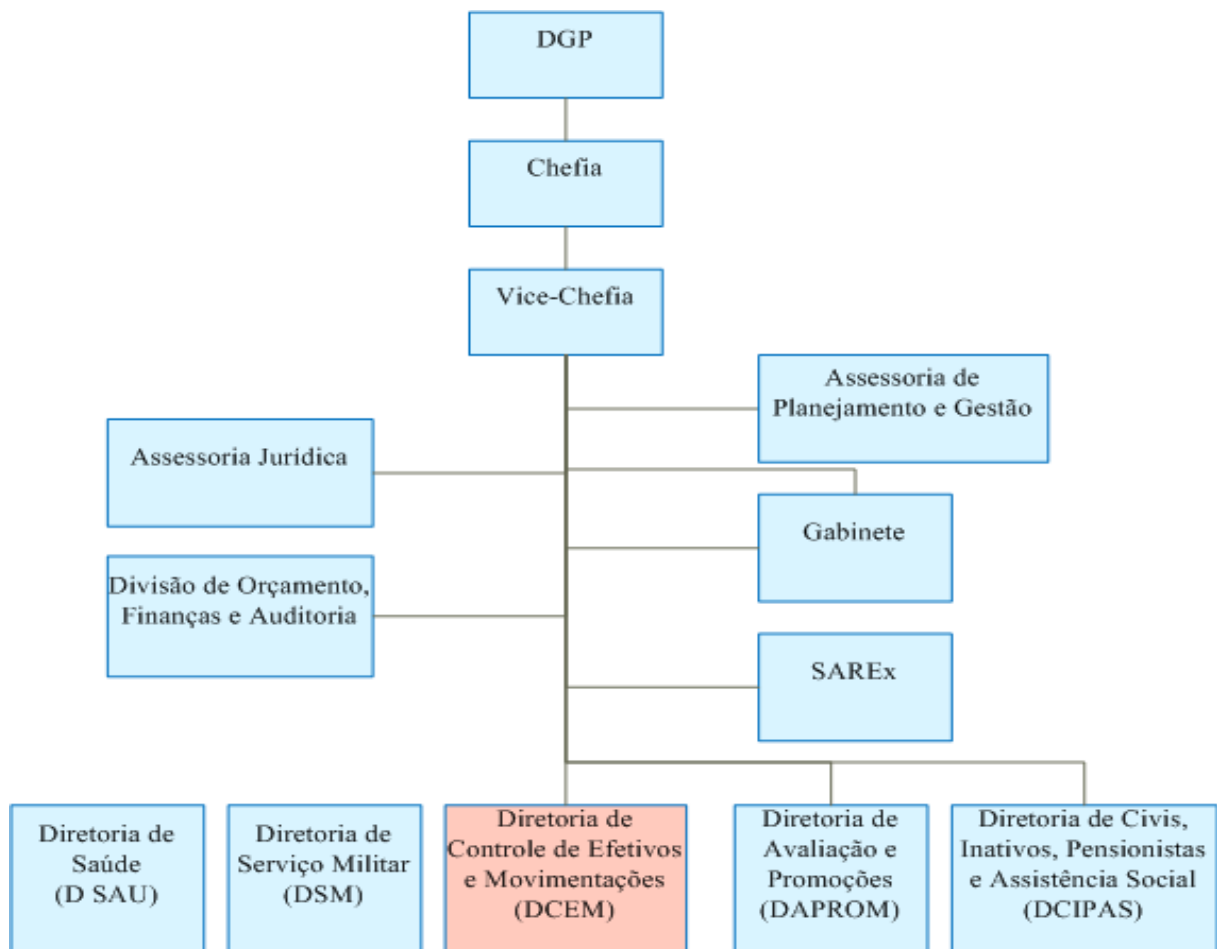 DGP
Chefia
Vice-Chefia
Assessoria de
Planejamento e Gestão
Assessoria Jurídica
Gabinete
Divisão de Orçamento,
Finanças e Auditoria
SAREx
Diretoria de
Saúde
(D SAU)
Diretoria de
Serviço Militar
(DSM)
Diretoria de
Controle de Efetivos
e Movimentações
(DCEM)
Diretoria de
Avaliação e
Promoções
(DAPROM)
Diretoria de Civis,
Inativos, Pensionistas
e Assistência Social
(DCIPAS)